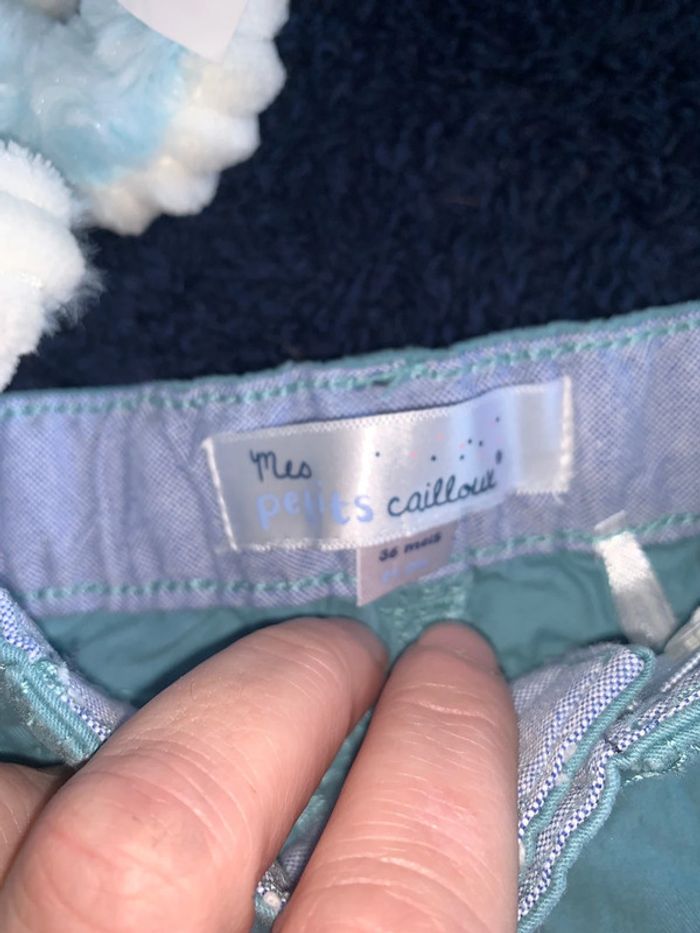 Mes
petits cailloux
36 mois